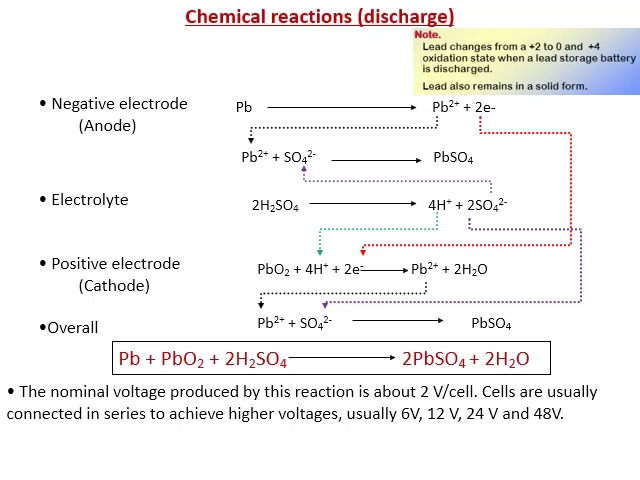 Chemical reactions (discharge)
Note.
Lead changes from a +2 to 0 and +4
oxidation state when a lead storage battery
is discharged.
Lead also remains in a solid form.
• Negative electrode
(Anode)
Pb → Pb²⁺ + 2e-
Pb²⁺ + SO₄²⁻ → PbSO₄
• Electrolyte
2H₂SO₄ → 4H⁺ + 2SO₄²⁻
• Positive electrode
(Cathode)
PbO₂ + 4H⁺ + 2e⁻ → Pb²⁺ + 2H₂O
Pb²⁺ + SO₄²⁻ → PbSO₄
•Overall
Pb + PbO₂ + 2H₂SO₄ → 2PbSO₄ + 2H₂O
• The nominal voltage produced by this reaction is about 2 V/cell. Cells are usually
connected in series to achieve higher voltages, usually 6V, 12 V, 24 V and 48V.